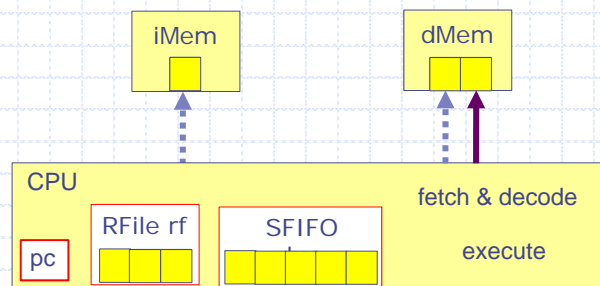 iMem
dMem
CPU
fetch & decode
RFile rf
SFIFO
pc
execute